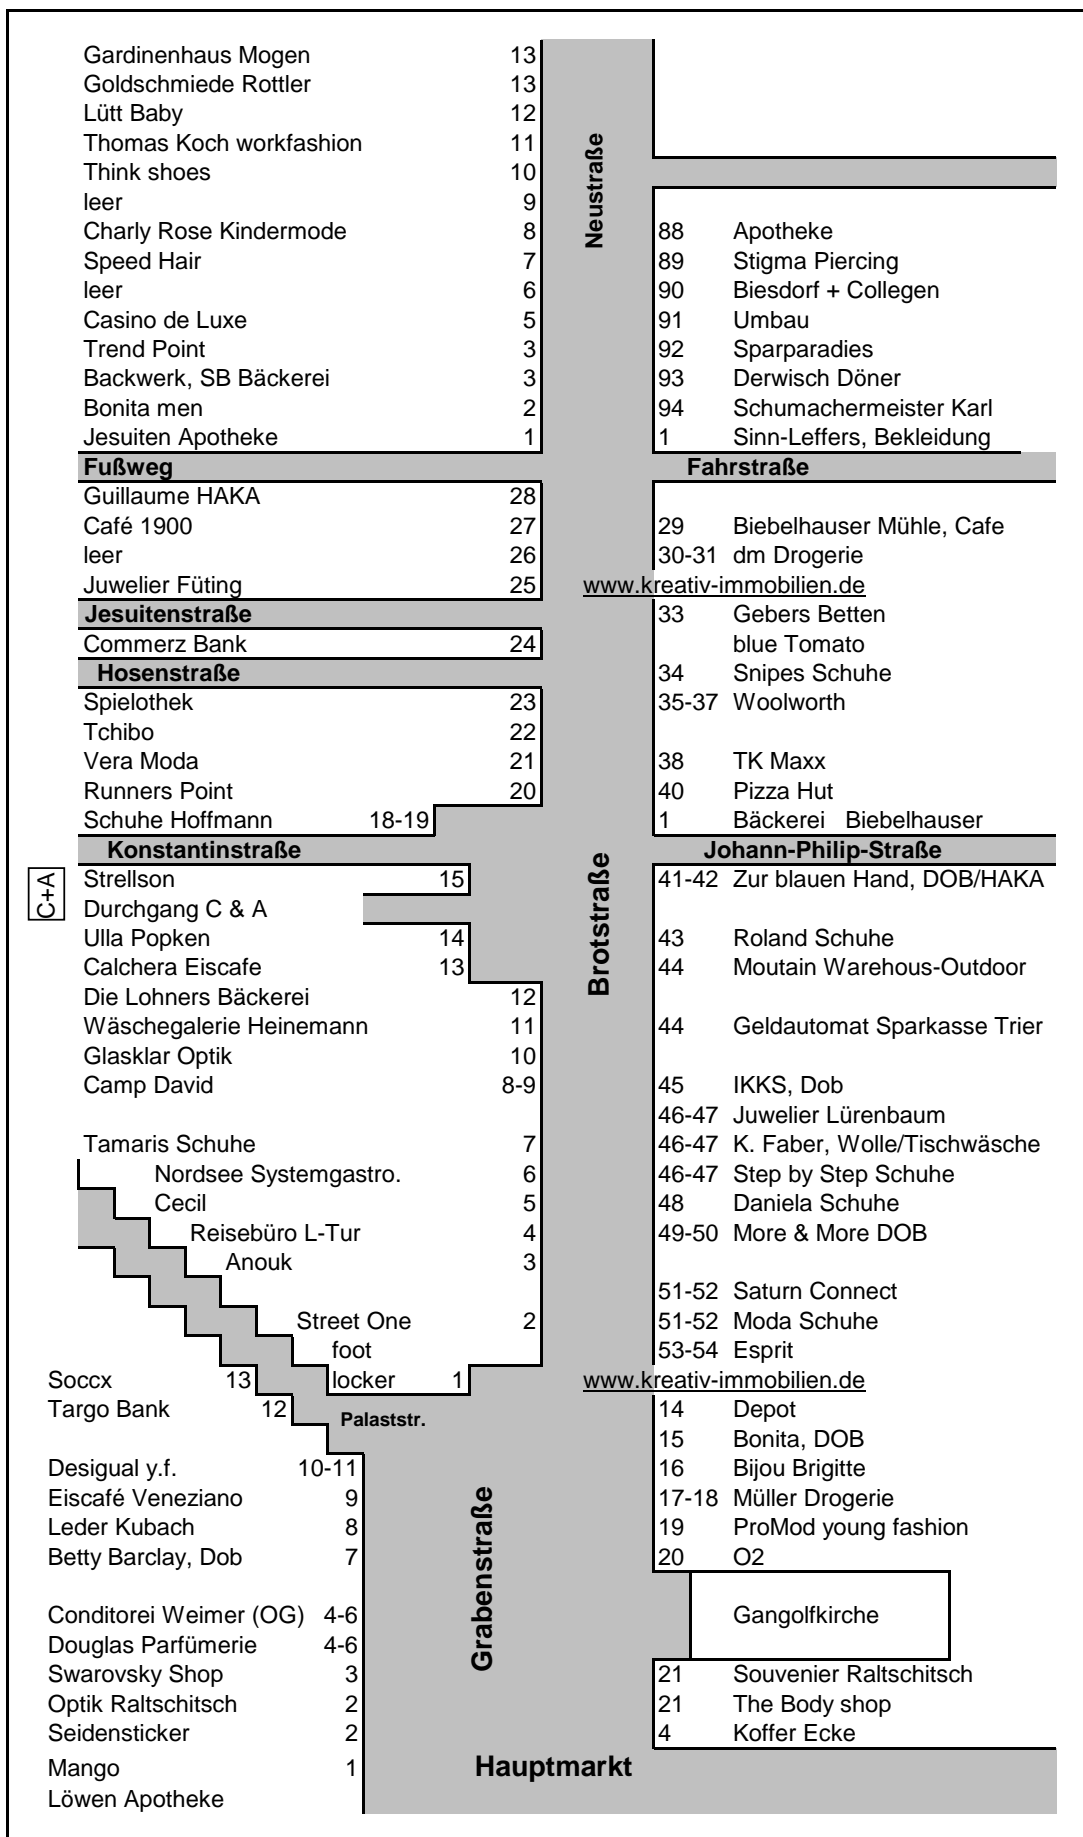 Gardinenhaus Mogen 13
Goldschmiede Rottler 13
Lütt Baby 12
Thomas Koch workfashion 11
Think shoes 10
leer 9
Charly Rose Kindermode 8
Speed Hair 7
leer 6
Casino de Luxe 5
Trend Point 3
Backwerk, SB Bäckerei 3
Bonita men 2
Jesuiten Apotheke 1
Neustraße
88 Apotheke
89 Stigma Piercing
90 Biesdorf + Collegen
91 Umbau
92 Sparparadies
93 Derwisch Döner
94 Schumachermeister Karl
1 Sinn-Leffers, Bekleidung
Fußweg
Fahrstraße
Guillaume HAKA 28
Café 1900 27
leer 26
Juwelier Füting 25
Jesuitenstraße
Commerz Bank 24
Hosenstraße
Spielothek 23
Tchibo 22
Vera Moda 21
Runners Point 20
Schuhe Hoffmann 18-19
Konstantinstraße
29 Biebelhauser Mühle, Cafe
30-31 dm Drogerie
www.kreativ-immobilien.de
33 Gebers Betten
blue Tomato
34 Snipes Schuhe
35-37 Woolworth
38 TK Maxx
40 Pizza Hut
1 Bäckerei Biebelhauser
Johann-Philip-Straße
C+A
Strellson 15
Durchgang C & A
Ulla Popken 14
Calchera Eiscafe 13
Die Lohners Bäckerei 12
Wäschegalerie Heinemann 11
Glasklar Optik 10
Camp David 8-9
Tamaris Schuhe 7
Nordsee Systemgastro. 6
Cecil 5
Reisebüro L-Tur 4
Anouk 3
Street One 2
foot
locker 1
Brotstraße
41-42 Zur blauen Hand, DOB/HAKA
43 Roland Schuhe
44 Moutain Warehous-Outdoor
44 Geldautomat Sparkasse Trier
45 IKKS, Dob
46-47 Juwelier Lürenbaum
46-47 K. Faber, Wolle/Tischwäsche
46-47 Step by Step Schuhe
48 Daniela Schuhe
49-50 More & More DOB
51-52 Saturn Connect
51-52 Moda Schuhe
53-54 Esprit
www.kreativ-immobilien.de
Soccx 13
Targo Bank 12
Palaststr.
Desigual y.f. 10-11
Eiscafé Veneziano 9
Leder Kubach 8
Betty Barclay, Dob 7
Conditorei Weimer (OG) 4-6
Douglas Parfümerie 4-6
Swarovsky Shop 3
Optik Raltschitsch 2
Seidensticker 2
Mango 1
Löwen Apotheke
Grabenstraße
14 Depot
15 Bonita, DOB
16 Bijou Brigitte
17-18 Müller Drogerie
19 ProMod young fashion
20 O2
Gangolfkirche
21 Souvenier Raltschitsch
21 The Body shop
4 Koffer Ecke
Hauptmarkt